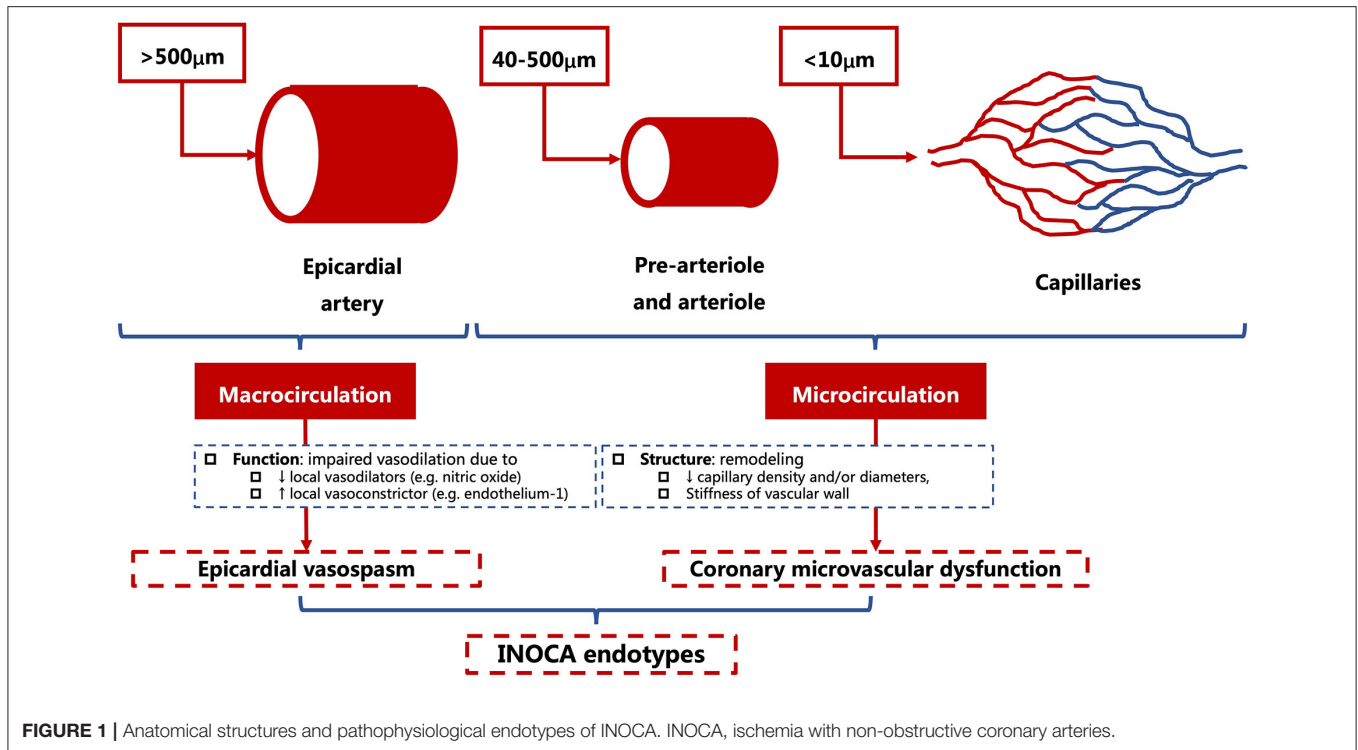 >500μm
40-500μm
<10μm
Epicardial
artery
Pre-arteriole
and arteriole
Capillaries
Macrocirculation
Microcirculation
Function: impaired vasodilation due to
↓ local vasodilators (e.g. nitric oxide)
↑ local vasoconstrictor (e.g. endothelium-1)
Structure: remodeling
↓ capillary density and/or diameters,
Stiffness of vascular wall
Epicardial vasospasm
Coronary microvascular dysfunction
INOCA endotypes
FIGURE 1 | Anatomical structures and pathophysiological endotypes of INOCA. INOCA, ischemia with non-obstructive coronary arteries.